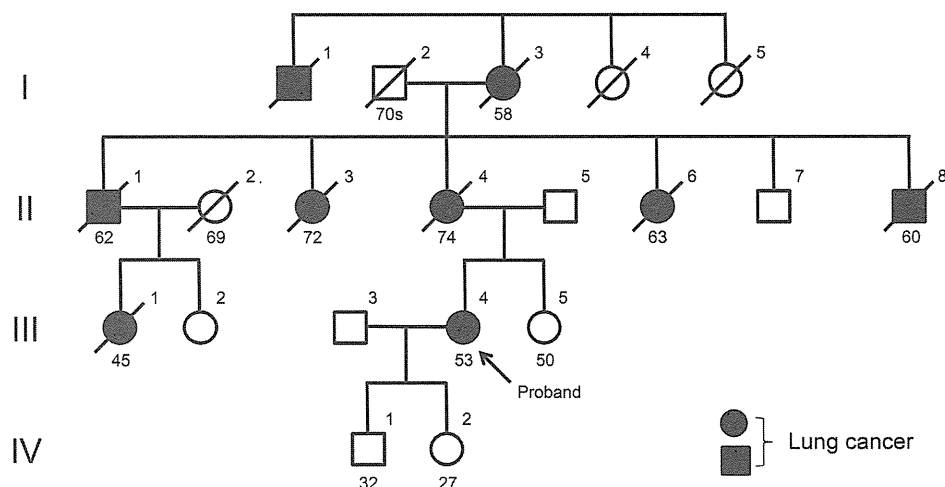 1 2 3 4 5
I
70s 58
1 2. 3 4 5 6 7 8
II
62 69 72 74 63 60
1 2 3 4 5
III
45 53 50
Proband
1 2
IV
32 27
Lung cancer